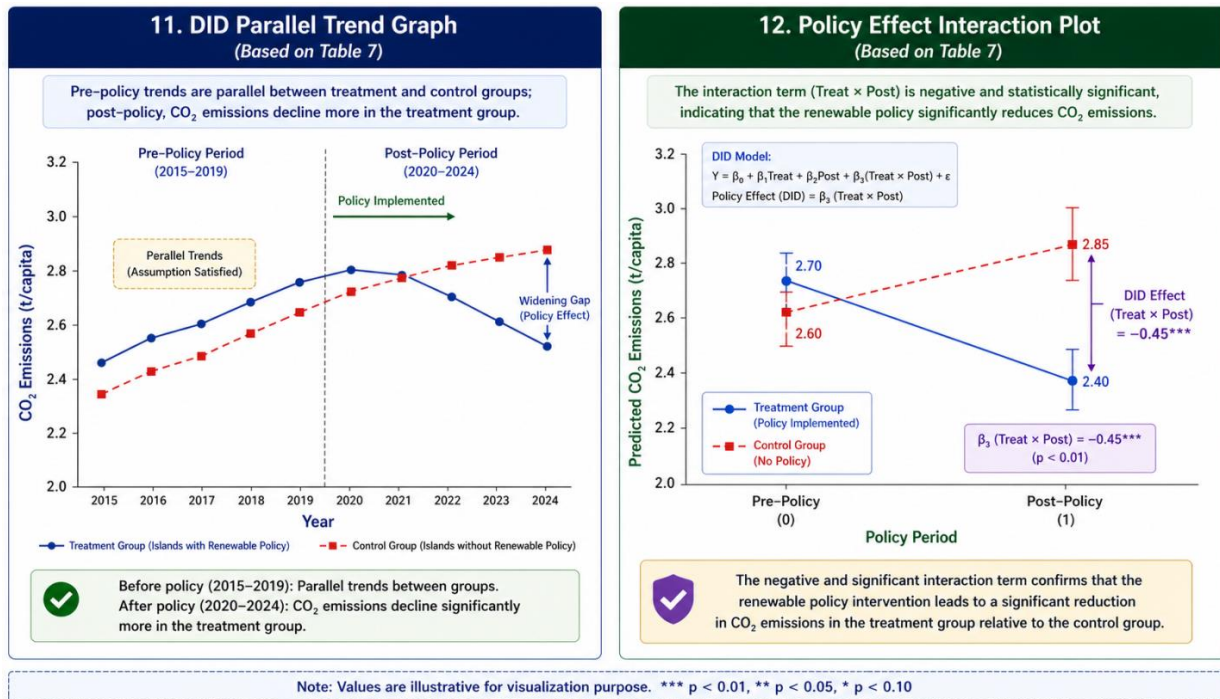 11. DID Parallel Trend Graph
(Based on Table 7)
Pre-policy trends are parallel between treatment and control groups;
post-policy, CO₂ emissions decline more in the treatment group.
Pre-Policy Period
(2015–2019)
Post-Policy Period
(2020–2024)
Policy Implemented
Parallel Trends
(Assumption Satisfied)
Widening Gap
(Policy Effect)
CO₂ Emissions (t/capita)
3.2
3.0
2.8
2.6
2.4
2.2
2.0
2015 2016 2017 2018 2019 2020 2021 2022 2023 2024
Year
Treatment Group (Islands with Renewable Policy) Control Group (Islands without Renewable Policy)
Before policy (2015–2019): Parallel trends between groups.
After policy (2020–2024): CO₂ emissions decline significantly
more in the treatment group.
12. Policy Effect Interaction Plot
(Based on Table 7)
The interaction term (Treat × Post) is negative and statistically significant,
indicating that the renewable policy significantly reduces CO₂ emissions.
DID Model:
Y = β₀ + β₁Treat + β₂Post + β₃(Treat × Post) + ε
Policy Effect (DID) = β₃ (Treat × Post)
Predicted CO₂ Emissions (t/capita)
3.2
3.0
2.8
2.6
2.4
2.2
2.0
2.70
2.60
2.85
2.40
DID Effect
(Treat × Post)
= −0.45***
Treatment Group
(Policy Implemented)
Control Group
(No Policy)
β₃ (Treat × Post) = −0.45***
(p < 0.01)
Pre-Policy
(0)
Post-Policy
(1)
Policy Period
The negative and significant interaction term confirms that the
renewable policy intervention leads to a significant reduction
in CO₂ emissions in the treatment group relative to the control group.
Note: Values are illustrative for visualization purpose. *** p < 0.01, ** p < 0.05, * p < 0.10